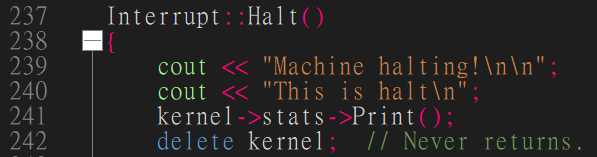 237 Interrupt::Halt()
238 {
239 cout << "Machine halting!\n\n";
240 cout << "This is halt\n";
241 kernel->stats->Print();
242 delete kernel; // Never returns.